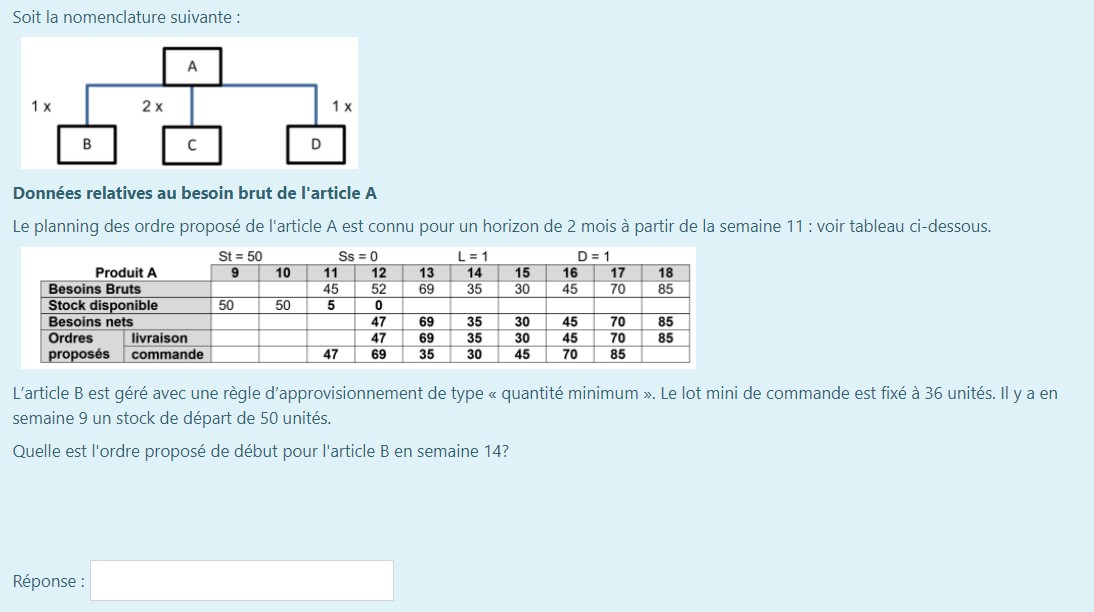 Soit la nomenclature suivante :
A
1 x 2 x 1 x
B C D
Données relatives au besoin brut de l'article A
Le planning des ordre proposé de l'article A est connu pour un horizon de 2 mois à partir de la semaine 11 : voir tableau ci-dessous.
St = 50 Ss = 0 L = 1 D = 1
Produit A 9 10 11 12 13 14 15 16 17 18
Besoins Bruts 45 52 69 35 30 45 70 85
Stock disponible 50 50 5 0
Besoins nets 47 69 35 30 45 70 85
Ordres livraison 47 69 35 30 45 70 85
proposés commande 47 69 35 30 45 70 85
L'article B est géré avec une règle d'approvisionnement de type « quantité minimum ». Le lot mini de commande est fixé à 36 unités. Il y a en
semaine 9 un stock de départ de 50 unités.
Quelle est l'ordre proposé de début pour l'article B en semaine 14?
Réponse :